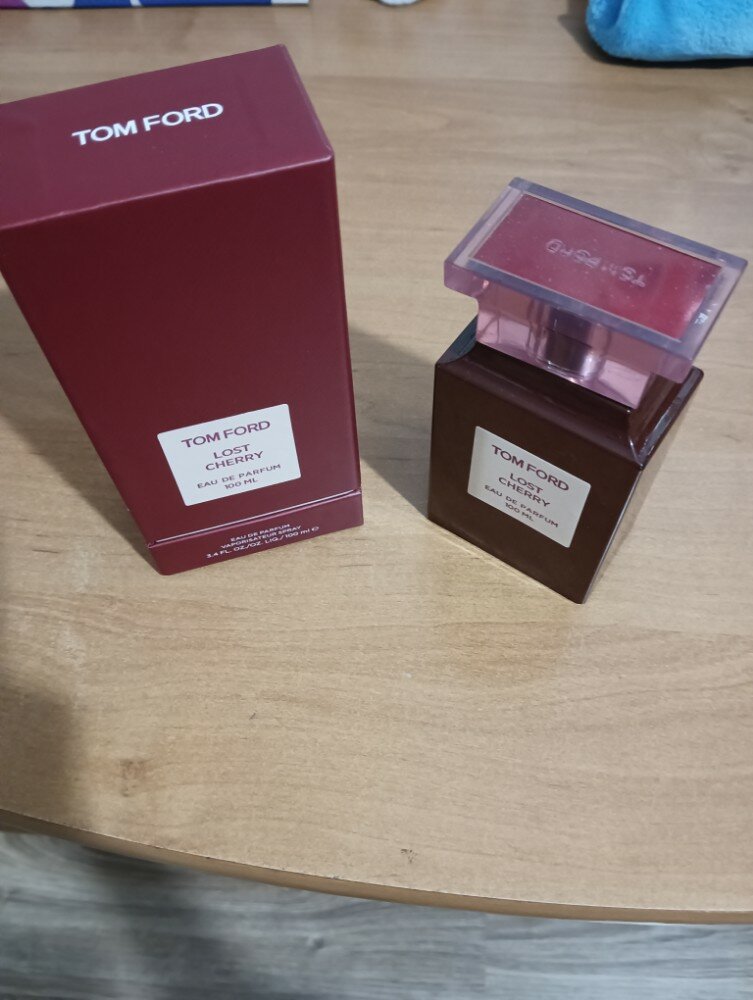 TOM FORD
TOM FORD
LOST
CHERRY
EAU DE PARFUM
100 ML
EAU DE PARFUM
VAPORISATEUR SPRAY
3.4 FL. OZ./OZ. LIQ./100 ml ℮
TOM FORD
TOM FORD
LOST
CHERRY
EAU DE PARFUM
100 ML